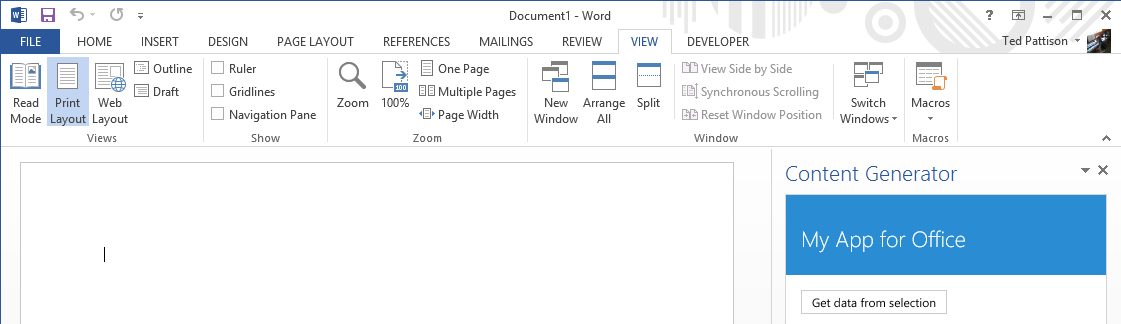 Document1 - Word
?
FILE HOME INSERT DESIGN PAGE LAYOUT REFERENCES MAILINGS REVIEW VIEW DEVELOPER Ted Pattison
Read Mode
Print Layout
Web Layout
Outline
Draft
Views
Ruler
Gridlines
Navigation Pane
Show
Zoom
100
100%
One Page
Multiple Pages
Page Width
Zoom
New Window
Arrange All
Split
View Side by Side
Synchronous Scrolling
Reset Window Position
Switch Windows
Window
Macros
Macros
Content Generator
My App for Office
Get data from selection